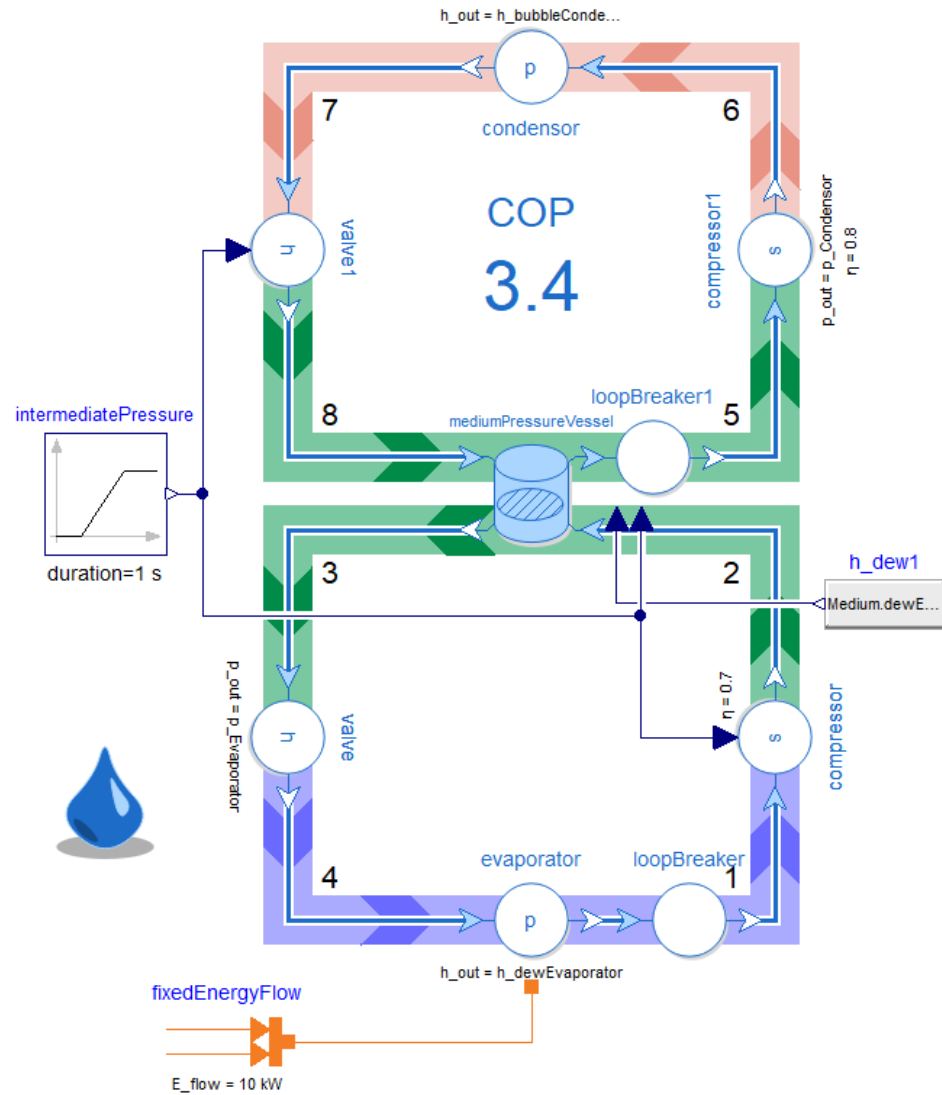 h_out = h_bubbleConde...
p
condensor
7
6
COP
3.4
h
valve1
compressor1
s
p_out = p_Condensor
η = 0.8
intermediatePressure
duration=1 s
8
mediumPressureVessel
loopBreaker1
5
3
2
h_dew1
Medium.dewE...
h
valve
p_out = p_Evaporator
η = 0.7
s
compressor
4
evaporator
loopBreaker
1
p
h_out = h_dewEvaporator
fixedEnergyFlow
E_flow = 10 kW